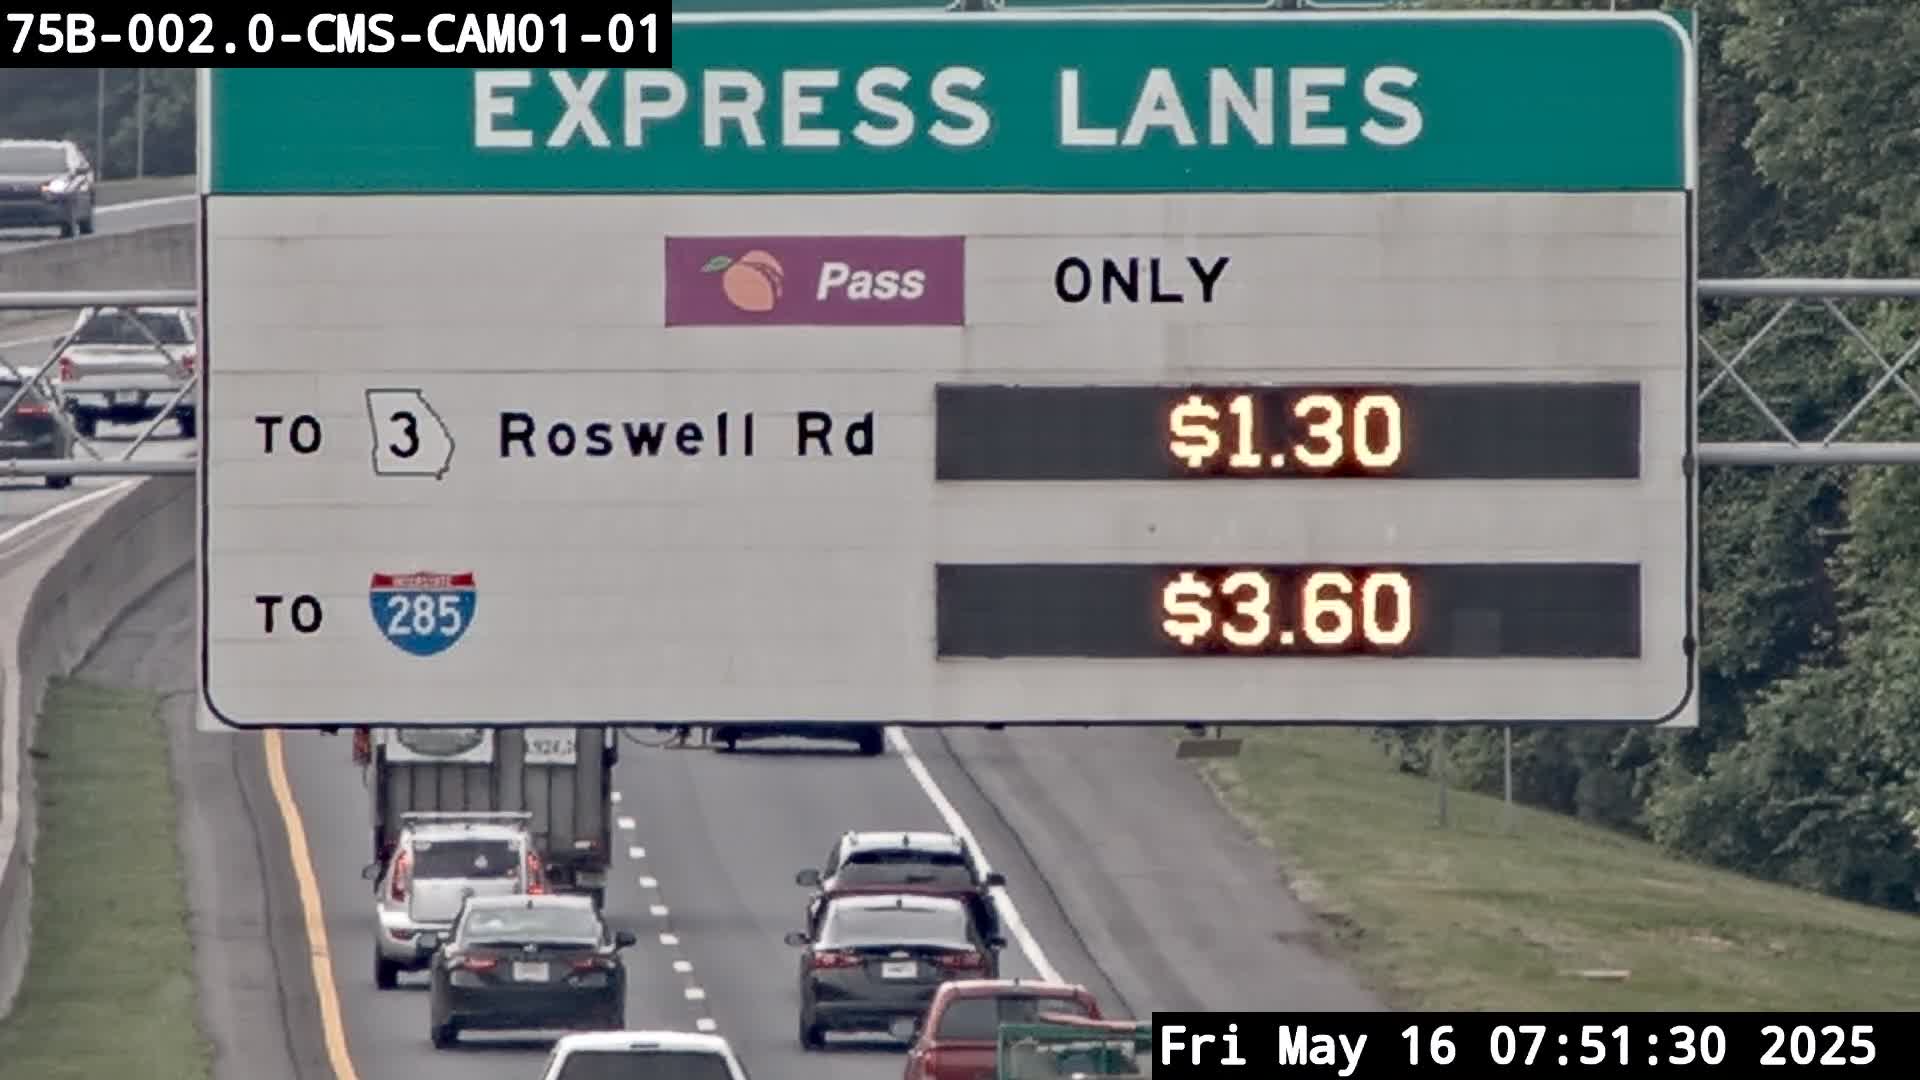 75B-002.0-CMS-CAM01-01
EXPRESS LANES
Pass ONLY
TO 3 Roswell Rd $1.30
TO INTERSTATE 285 $3.60
Fri May 16 07:51:30 2025